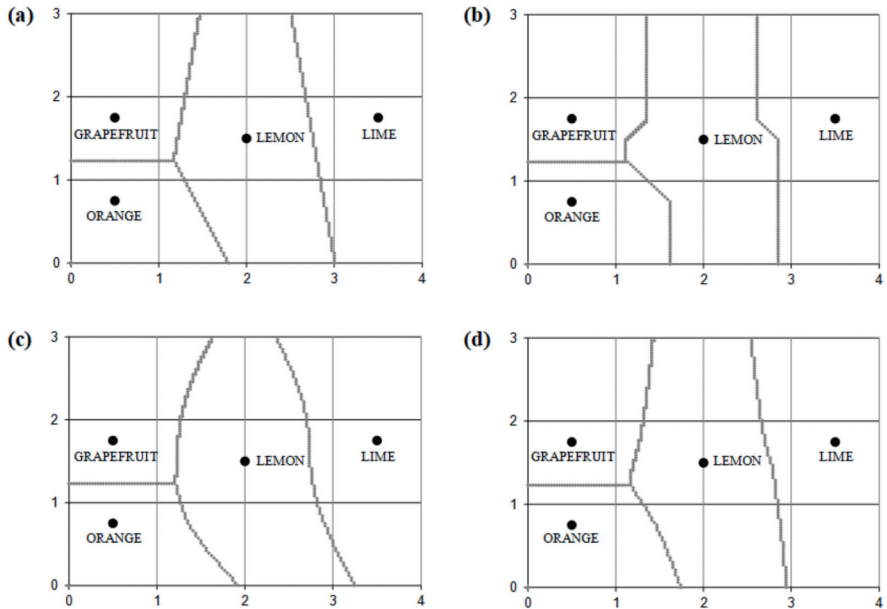 (a)
3
2
GRAPEFRUIT
LEMON
LIME
1
ORANGE
0
0 1 2 3 4
(b)
3
2
GRAPEFRUIT
LEMON
LIME
1
ORANGE
0
0 1 2 3 4
(c)
3
2
GRAPEFRUIT
LEMON
LIME
1
ORANGE
0
0 1 2 3 4
(d)
3
2
GRAPEFRUIT
LEMON
LIME
1
ORANGE
0
0 1 2 3 4